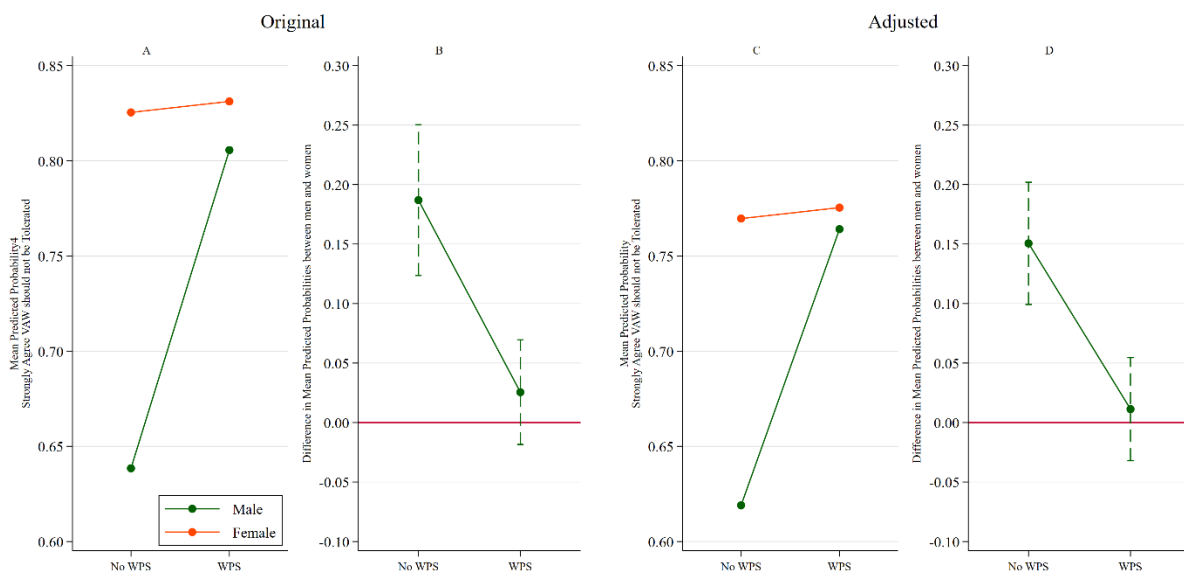 Original
Adjusted
A
0.85
0.80
0.75
0.70
0.65
0.60
Mean Predicted Probability4
Strongly Agree VAW should not be Tolerated
No WPS
WPS
Male
Female
B
0.30
0.25
0.20
0.15
0.10
0.05
0.00
-0.05
-0.10
Difference in Mean Predicted Probabilities between men and women
No WPS
WPS
C
0.85
0.80
0.75
0.70
0.65
0.60
Mean Predicted Probability
Strongly Agree VAW should not be Tolerated
No WPS
WPS
D
0.30
0.25
0.20
0.15
0.10
0.05
0.00
-0.05
-0.10
Difference in Mean Predicted Probabilities between men and women
No WPS
WPS